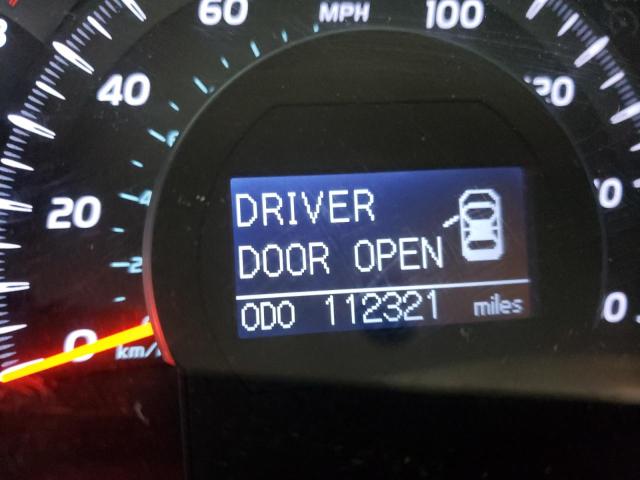 60 MPH 100
40
20
0
km/
DRIVER
DOOR OPEN
ODO 112321 miles